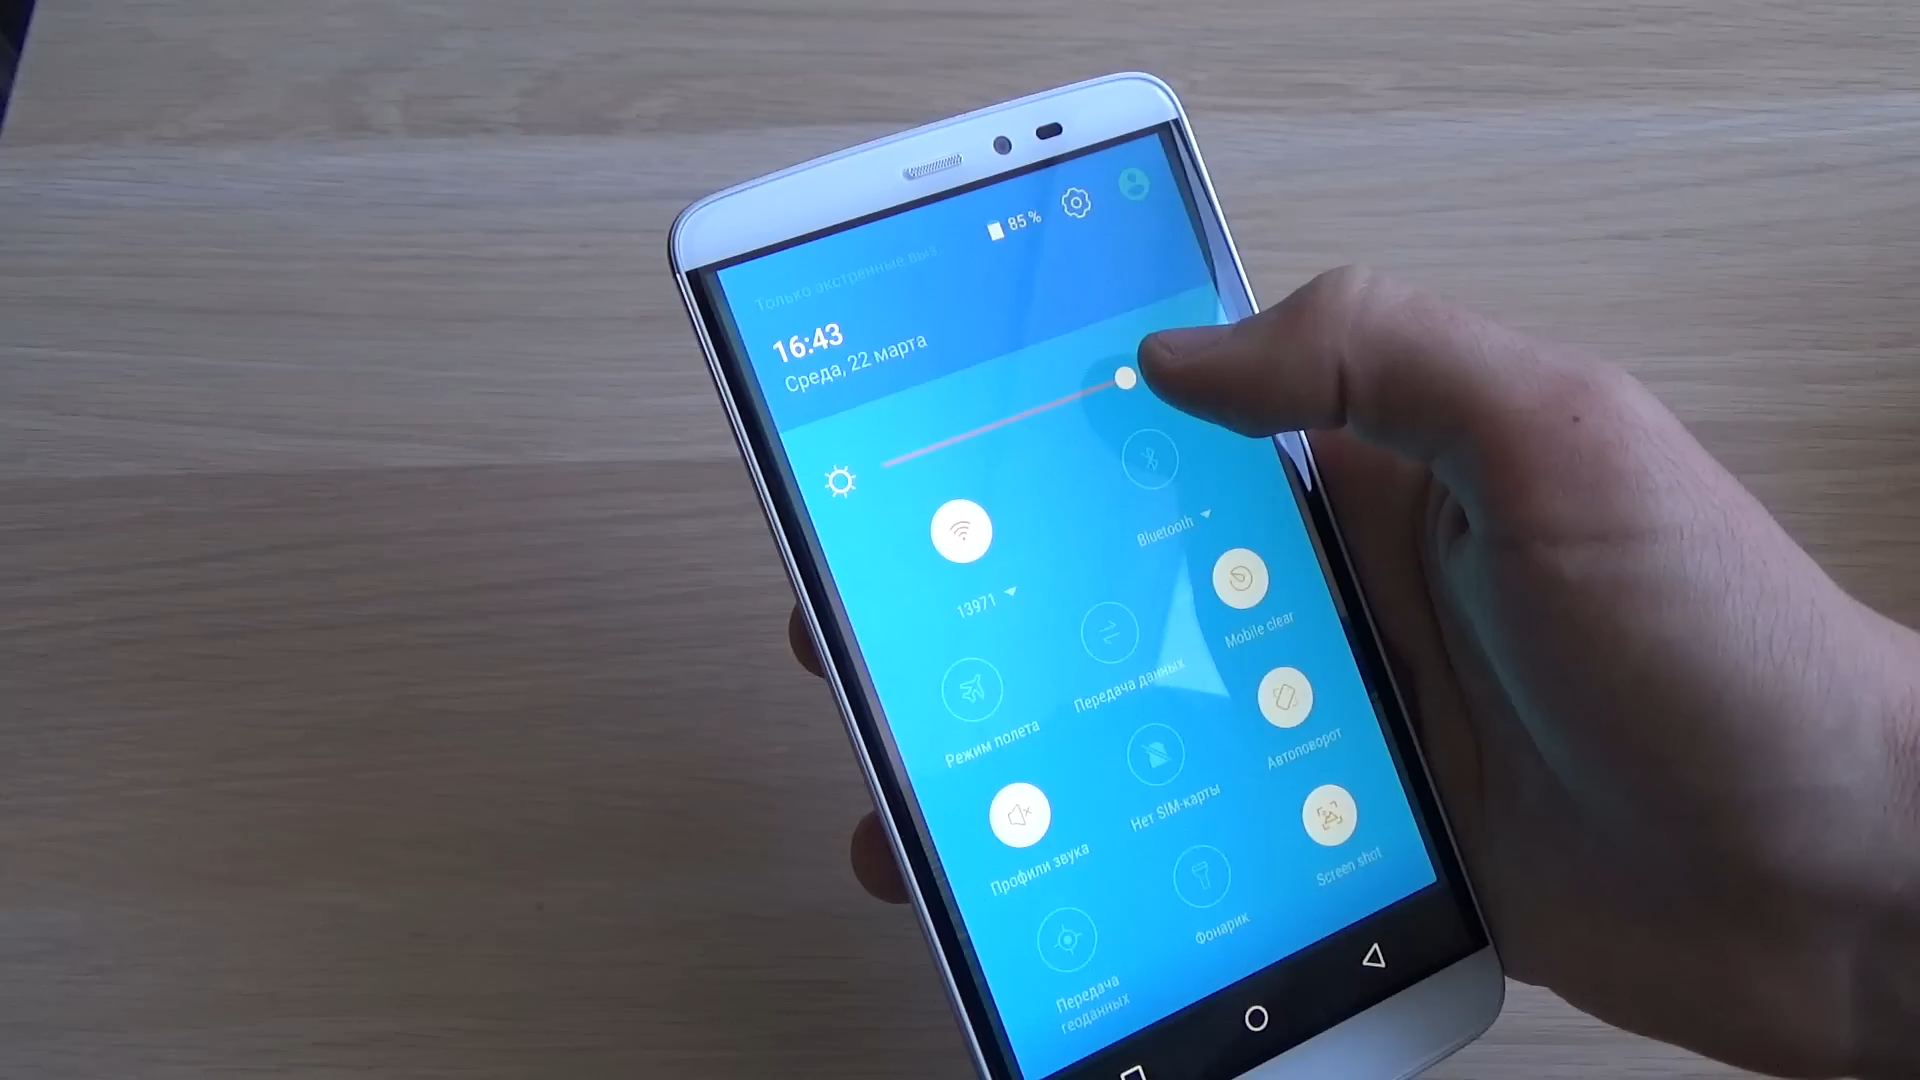 85 %
Только экстренные выз
16:43
Среда, 22 марта
13971
Bluetooth
Режим полета
Передача данных
Mobile clear
Профили звука
Нет SIM-карты
Автоповорот
Передача
геоданных
Фонарик
Screen shot